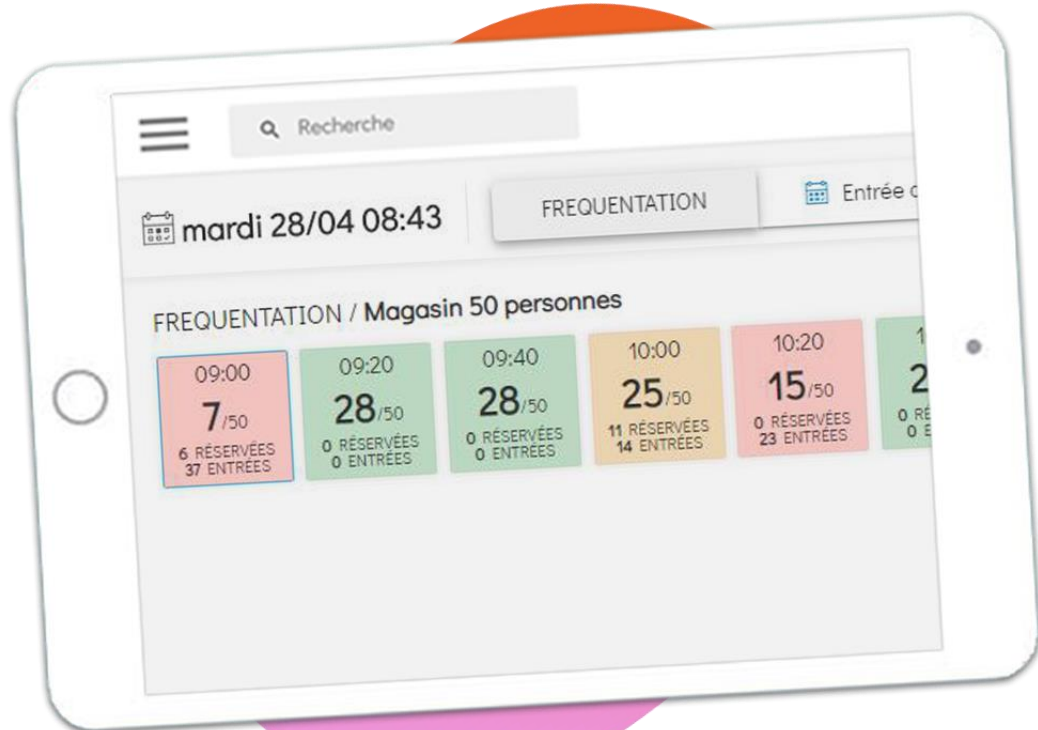 Recherche
mardi 28/04 08:43
FREQUENTATION
Entrée
FREQUENTATION / Magasin 50 personnes
09:00
7/50
6 RÉSERVÉES
37 ENTRÉES
09:20
28/50
0 RÉSERVÉES
0 ENTRÉES
09:40
28/50
0 RÉSERVÉES
0 ENTRÉES
10:00
25/50
11 RÉSERVÉES
14 ENTRÉES
10:20
15/50
0 RÉSERVÉES
23 ENTRÉES